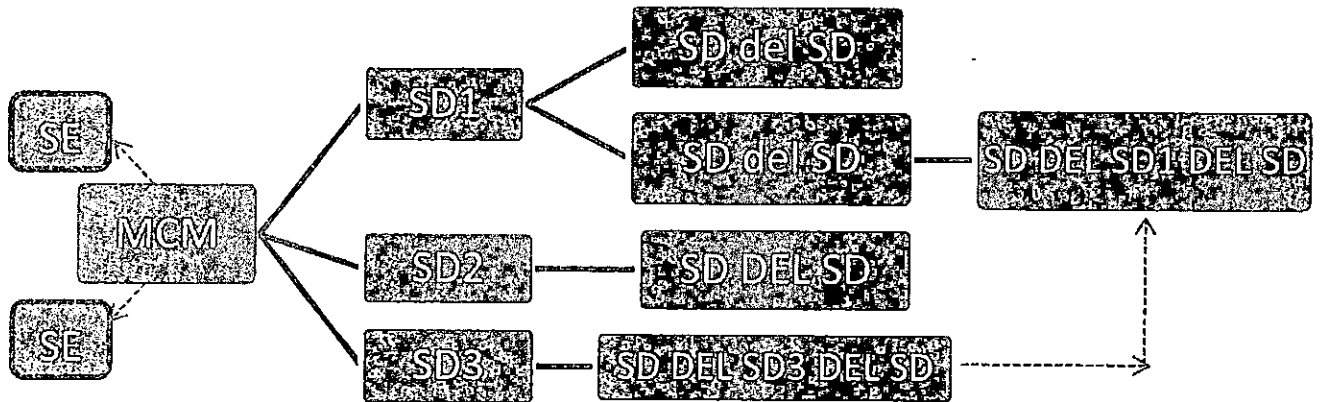 SD del SD
SE
SD1
SD del SD
SD DEL SD1 DEL SD
MCM
SD2
SD DEL SD
SE
SD3
SD DEL SD3 DEL SD